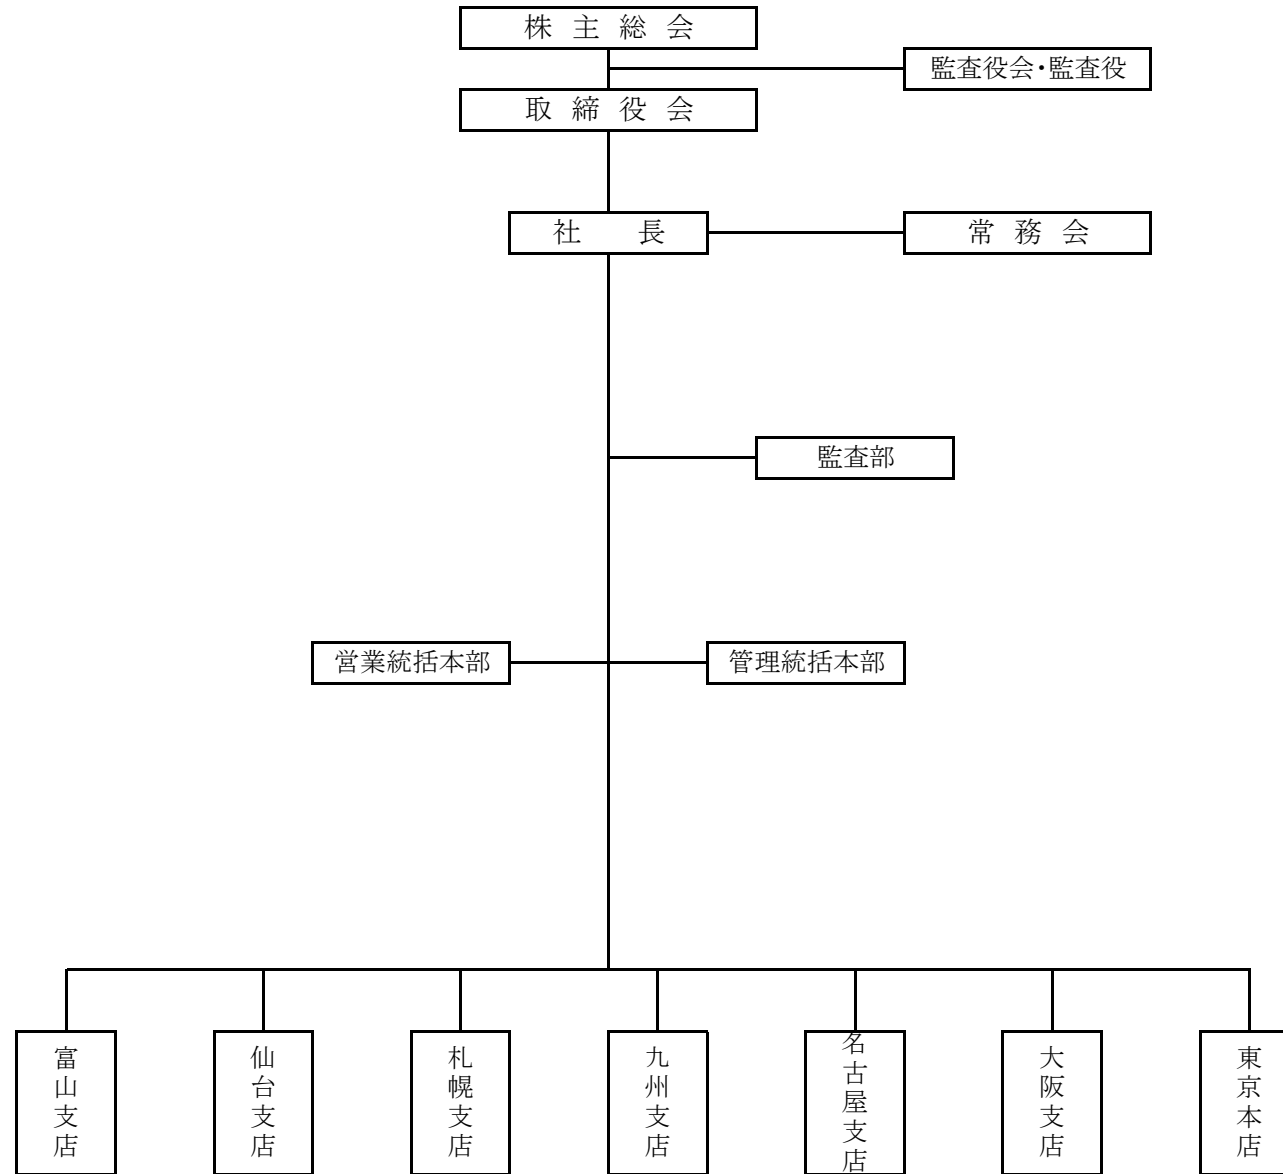 株主総会
監査役会・監査役
取締役会
社長
常務会
監査部
営業統括本部
管理統括本部
富山支店
仙台支店
札幌支店
九州支店
名古屋支店
大阪支店
東京本店